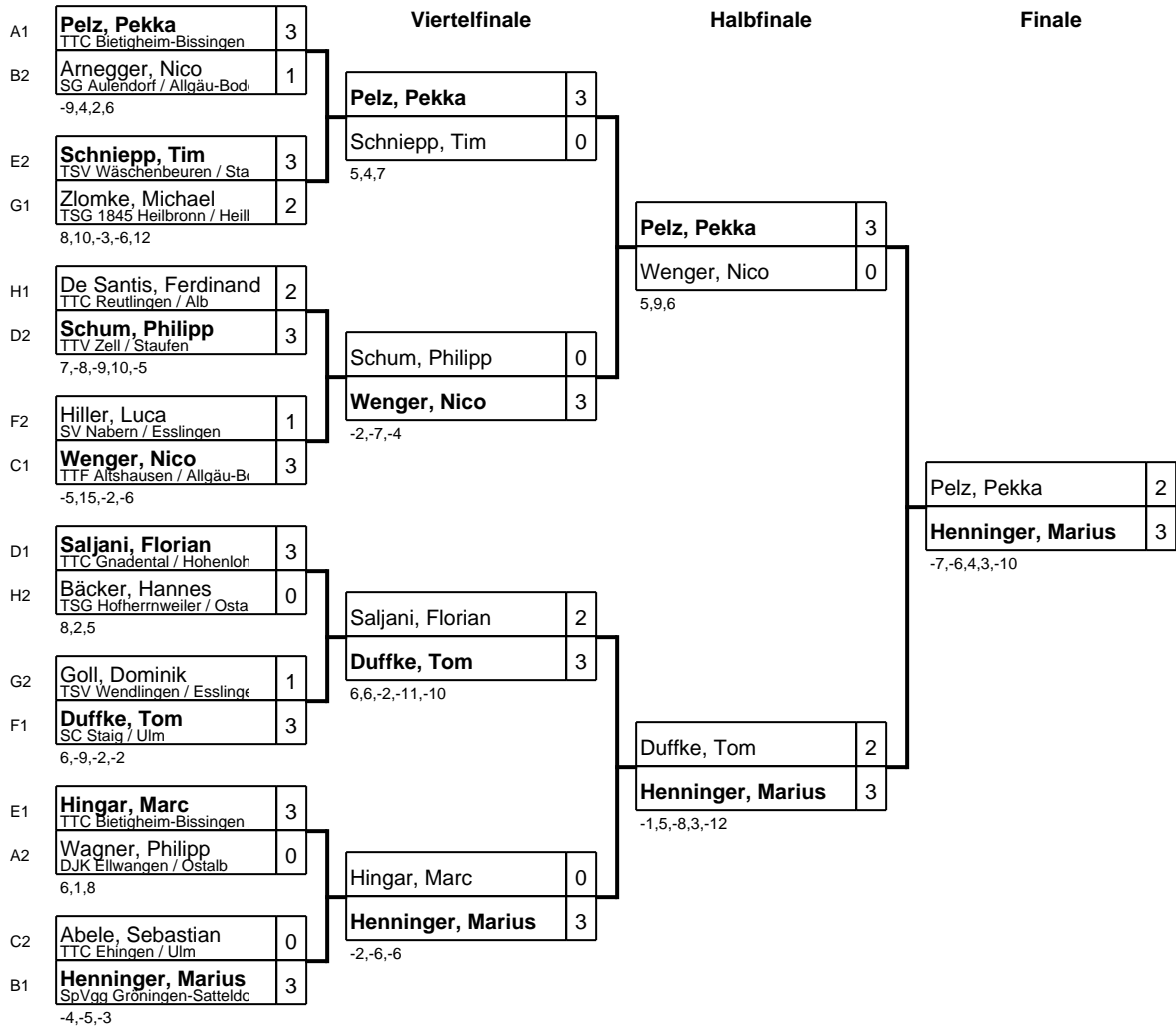 Viertelfinale
Halbfinale
Finale
A1 Pelz, Pekka 3
TTC Bietigheim-Bissingen
B2 Arnegger, Nico 1
SG Aulendorf / Allgäu-Bod
-9,4,2,6
E2 Schniepp, Tim 3
TSV Wäschenbeuren / Sta
G1 Zlomke, Michael 2
TSG 1845 Heilbronn / Heil
8,10,-3,-6,12
H1 De Santis, Ferdinand 2
TTC Reutlingen / Alb
D2 Schum, Philipp 3
TTV Zell / Staufen
7,-8,-9,10,-5
F2 Hiller, Luca 1
SV Nabern / Esslingen
C1 Wenger, Nico 3
TTF Altshausen / Allgäu-B
-5,15,-2,-6
D1 Saljani, Florian 3
TTC Gnadental / Hohenloh
H2 Bäcker, Hannes 0
TSG Hofherrnweiler / Osta
8,2,5
G2 Goll, Dominik 1
TSV Wendlingen / Essling
F1 Duffke, Tom 3
SC Staig / Ulm
6,-9,-2,-2
E1 Hingar, Marc 3
TTC Bietigheim-Bissingen
A2 Wagner, Philipp 0
DJK Ellwangen / Ostalb
6,1,8
C2 Abele, Sebastian 0
TTC Ehingen / Ulm
B1 Henninger, Marius 3
SpVgg Gröningen-Satteld
-4,-5,-3
Pelz, Pekka 3
Schniepp, Tim 0
5,4,7
Schum, Philipp 0
Wenger, Nico 3
-2,-7,-4
Saljani, Florian 2
Duffke, Tom 3
6,6,-2,-11,-10
Hingar, Marc 0
Henninger, Marius 3
-2,-6,-6
Pelz, Pekka 3
Wenger, Nico 0
5,9,6
Duffke, Tom 2
Henninger, Marius 3
-1,5,-8,3,-12
Pelz, Pekka 2
Henninger, Marius 3
-7,-6,4,3,-10